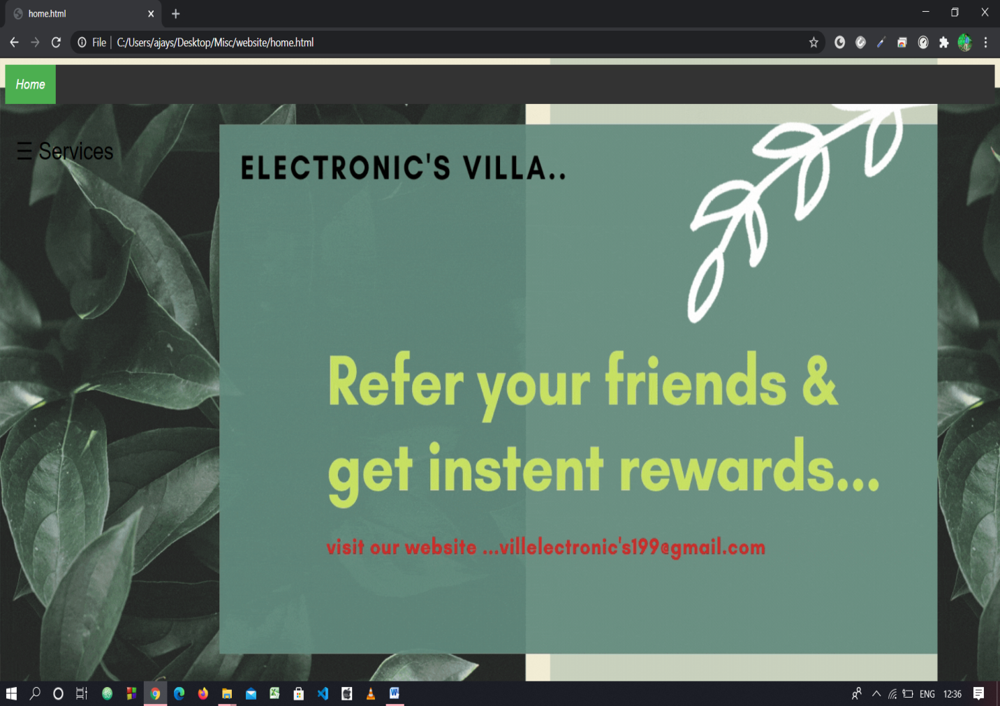 home.html
File
C:/Users/ajays/Desktop/Misc/website/home.html
Home
☰ Services
ELECTRONIC'S VILLA..
Refer your friends &
get instent rewards...
visit our website ...villelectronic's199@gmail.com
ENG 12:36